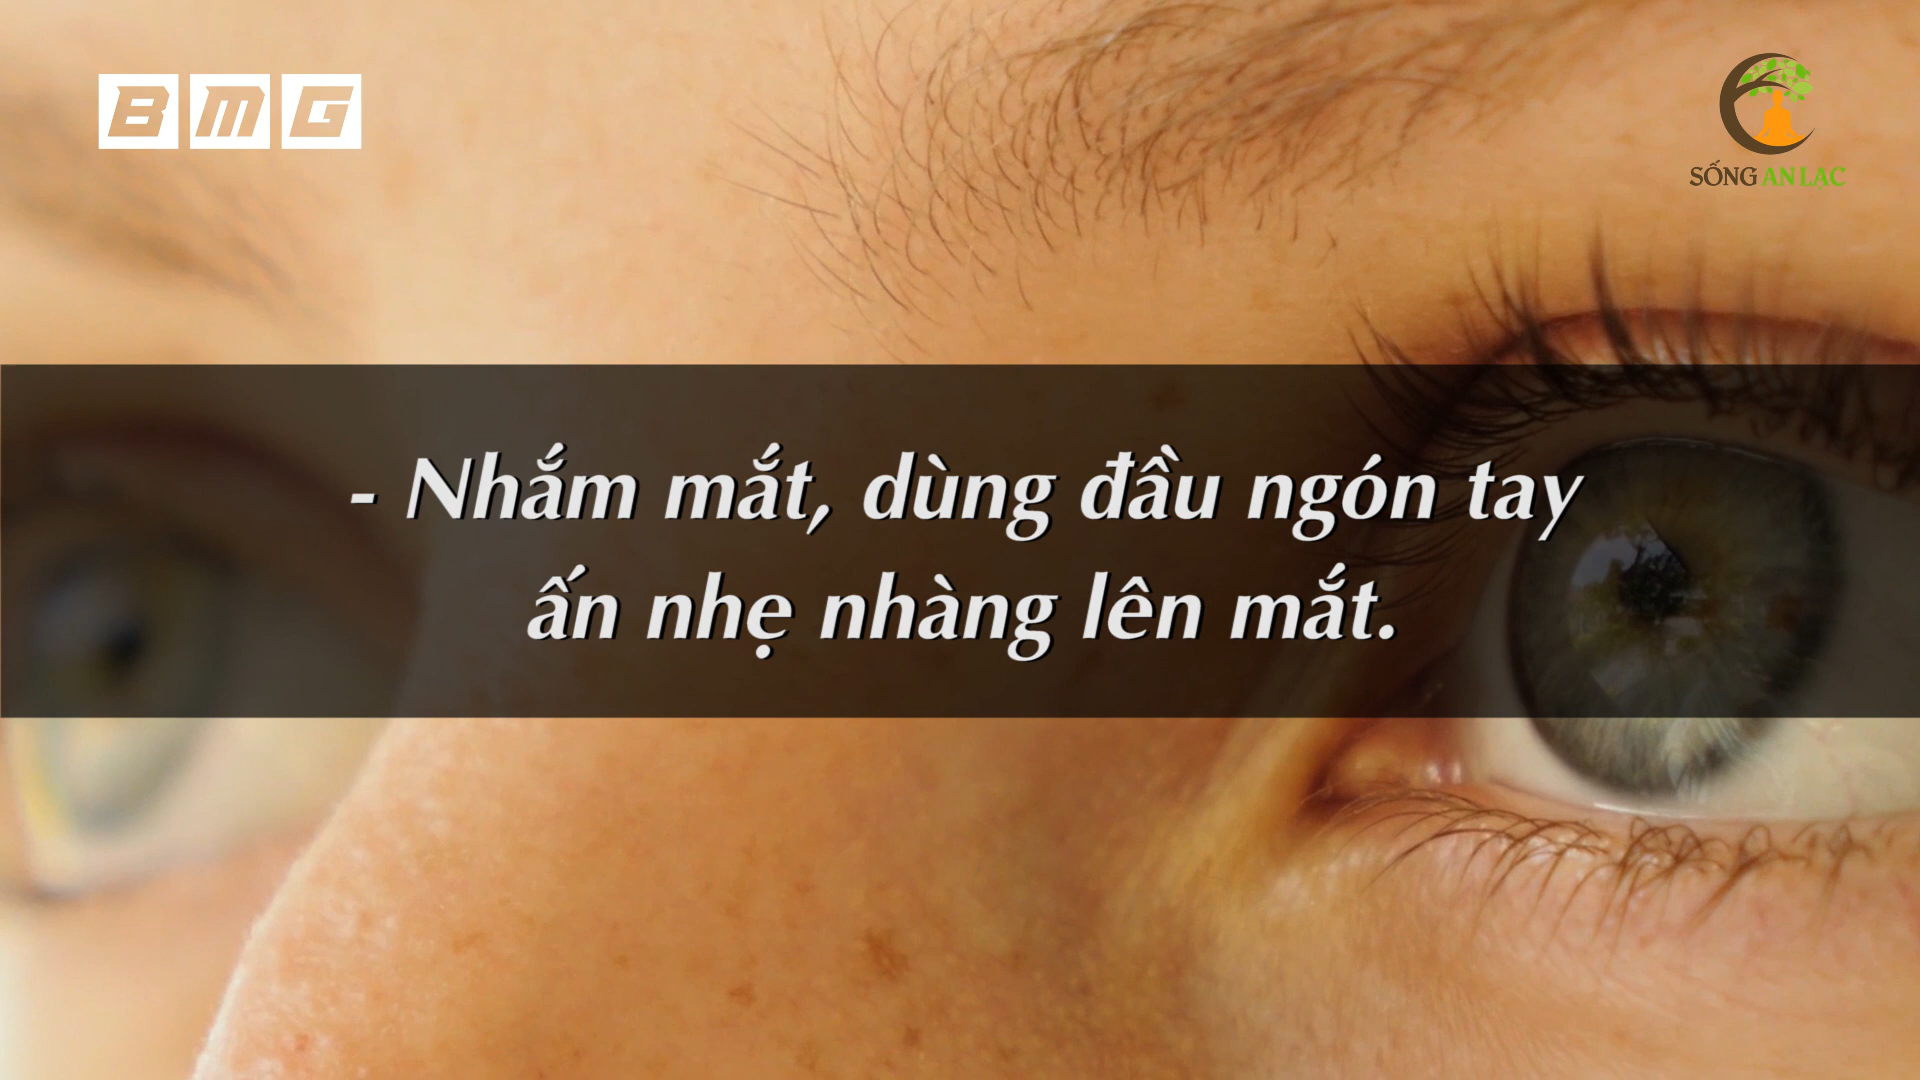 BMG
SỐNG AN LẠC
- Nhắm mắt, dùng đầu ngón tay
ấn nhẹ nhàng lên mắt.